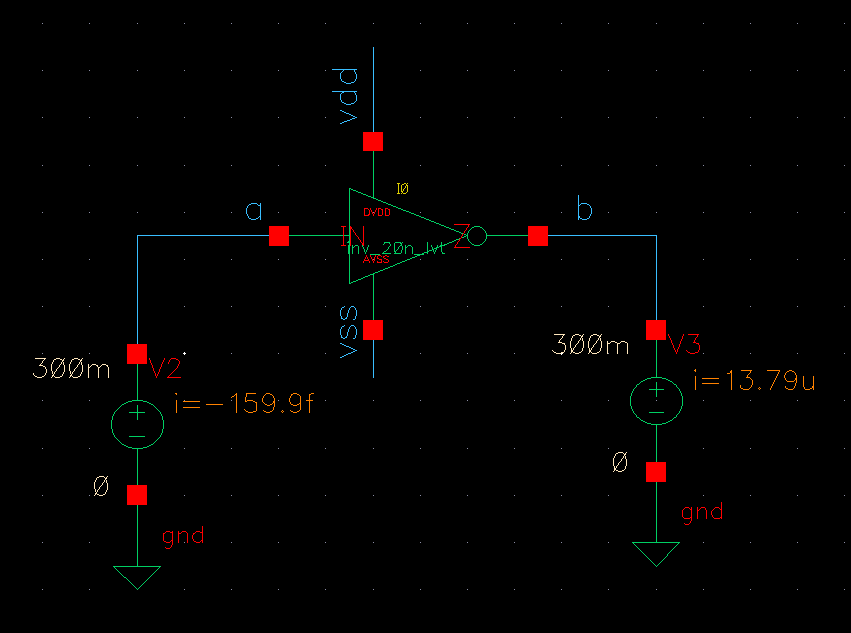 vdd
I0
DVDD
a
b
IN
Z
inv_20n_lvt
AVSS
vss
300m
V2
300m
V3
i=13.79u
i=-159.9f
+
-
+
-
0
0
gnd
gnd